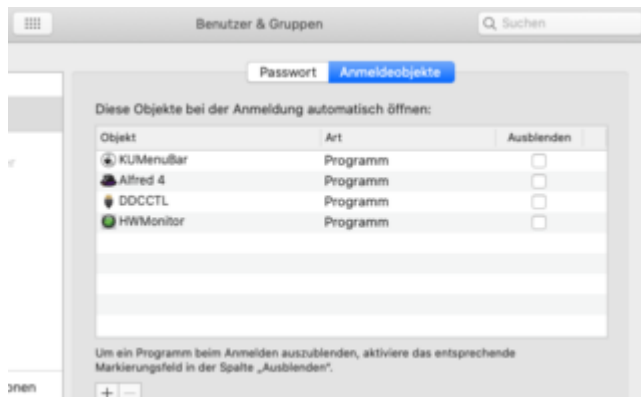 Benutzer & Gruppen
Suchen
Passwort
Anmeldeobjekte
Diese Objekte bei der Anmeldung automatisch öffnen:
Objekt Art Ausblenden
KUMenuBar Programm
Alfred 4 Programm
DDCCTL Programm
HWMonitor Programm
Um ein Programm beim Anmelden auszublenden, aktiviere das entsprechende
Markierungsfeld in der Spalte „Ausblenden“.
onen + −